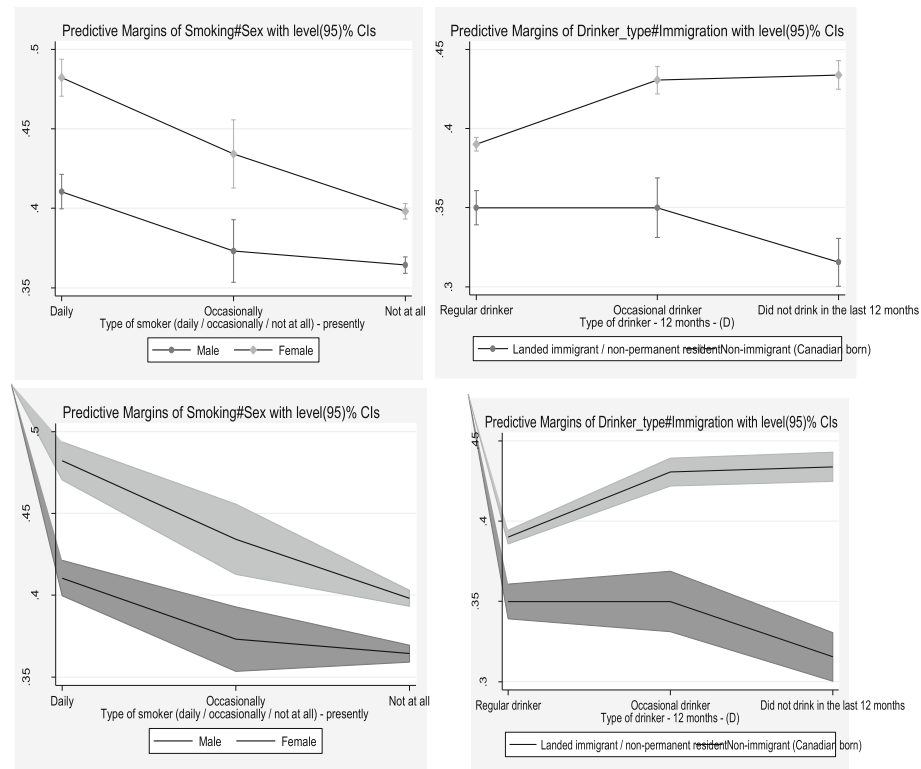 Predictive Margins of Smoking#Sex with level(95)% CIs
.5
.45
.4
.35
Daily Occasionally Not at all
Type of smoker (daily / occasionally / not at all) - presently
Male Female
Predictive Margins of Drinker_type#Immigration with level(95)% CIs
.45
.4
.35
.3
Regular drinker Occasional drinker Did not drink in the last 12 months
Type of drinker - 12 months - (D)
Landed immigrant / non-permanent resident Non-immigrant (Canadian born)
Predictive Margins of Smoking#Sex with level(95)% CIs
.5
.45
.4
.35
Daily Occasionally Not at all
Type of smoker (daily / occasionally / not at all) - presently
Male Female
Predictive Margins of Drinker_type#Immigration with level(95)% CIs
.45
.4
.35
.3
Regular drinker Occasional drinker Did not drink in the last 12 months
Type of drinker - 12 months - (D)
Landed immigrant / non-permanent resident Non-immigrant (Canadian born)